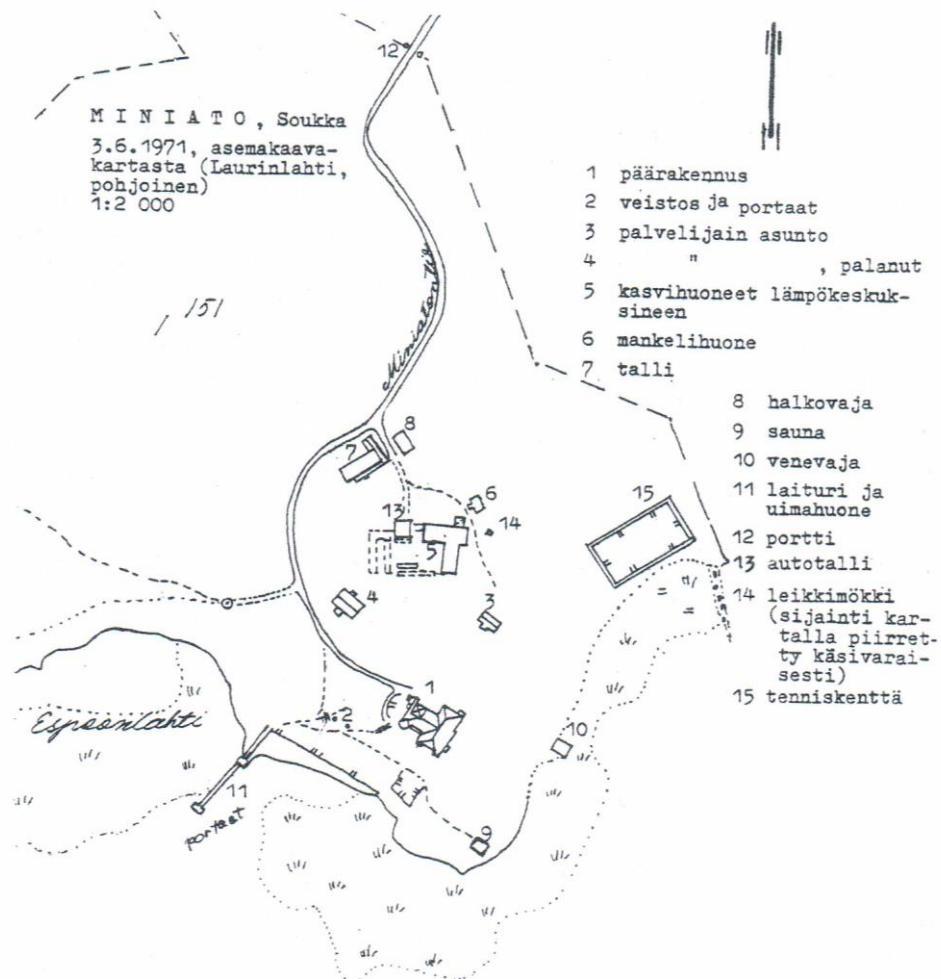 12
M I N I A T O , Soukka
3.6.1971, asemakaava-
kartasta (Laurinlahti,
pohjoinen)
1:2 000
151
Miniatontie
1 päärakennus
2 veistos ja portaat
3 palvelijain asunto
4 " , palanut
5 kasvihuoneet lämpökeskuk-
sineen
6 mankelihuone
7 talli
8 halkovaja
9 sauna
10 venevaja
11 laituri ja
uimahuone
12 portti
13 autotalli
14 leikkimökki
(sijainti kar-
talla piirret-
ty käsivarai-
sesti)
15 tenniskenttä
8
7
6
13
14
15
5
4
3
1
2
Espoonlahti
10
11
portaat
9